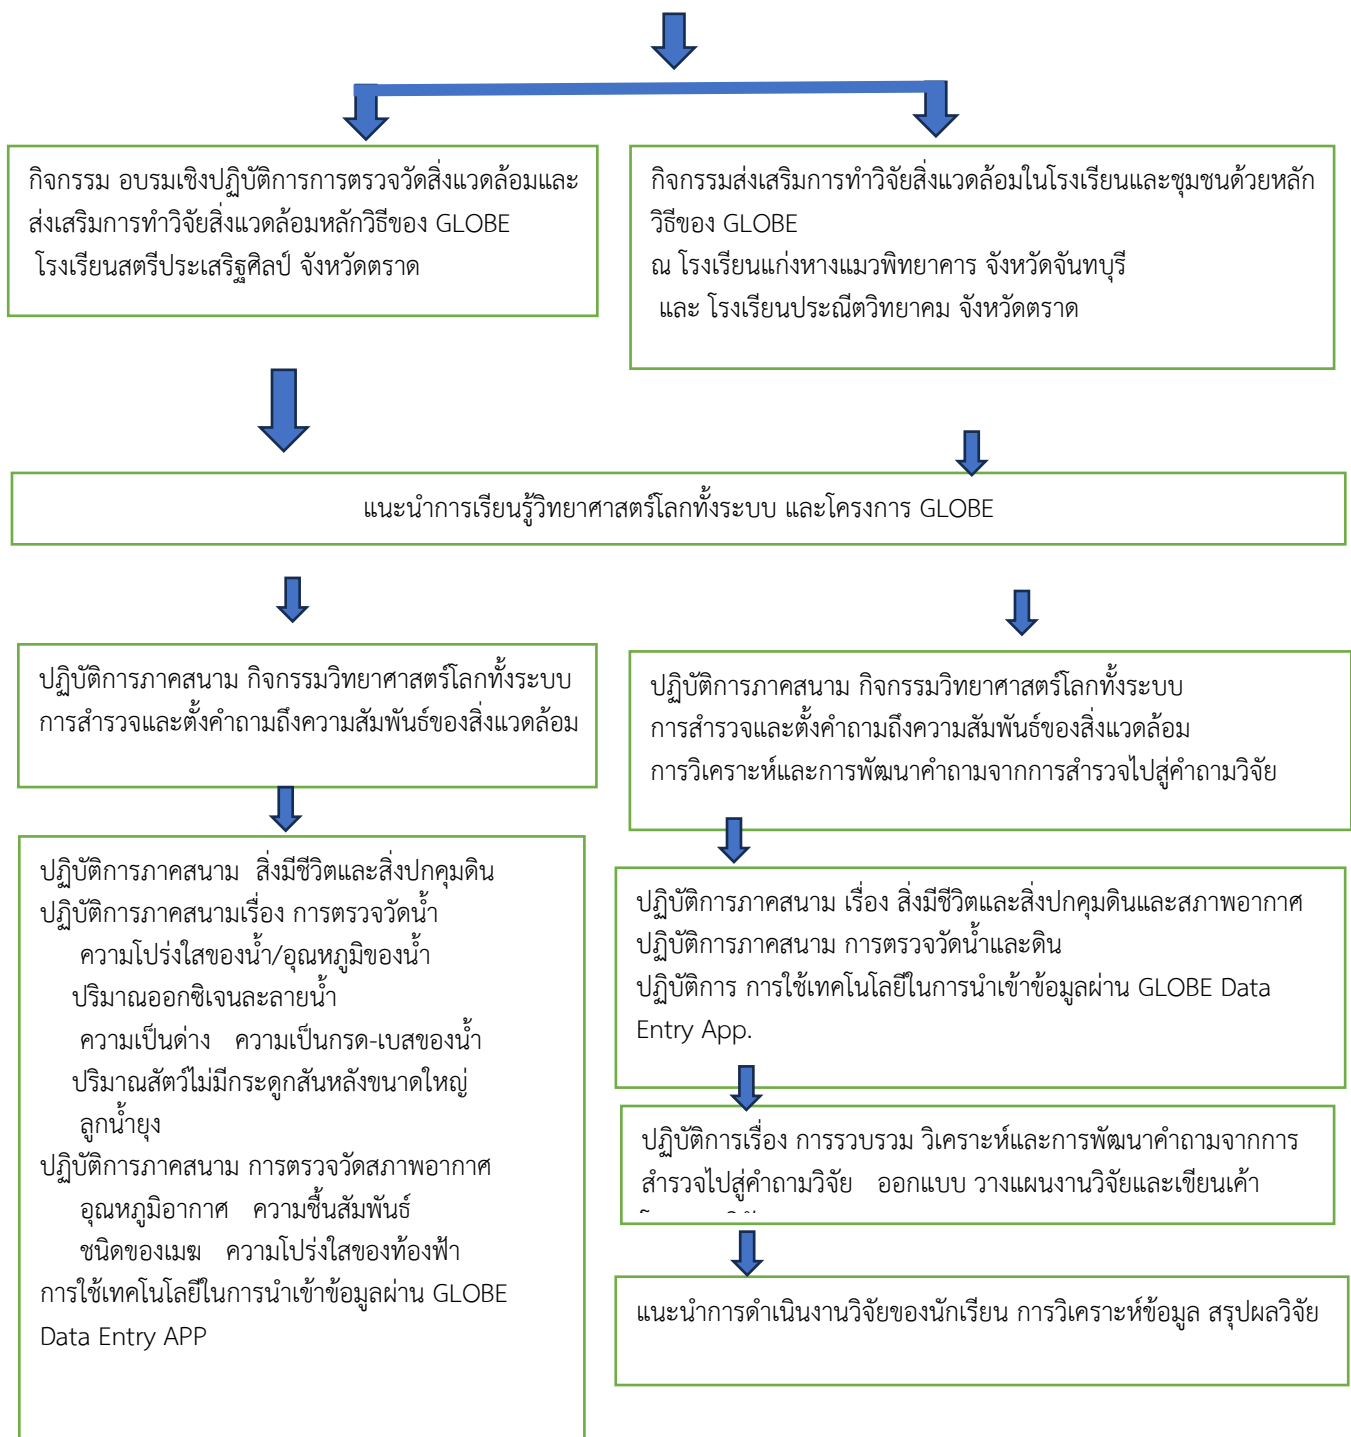 กิจกรรม อบรมเชิงปฏิบัติการการตรวจวัดสิ่งแวดล้อมและ
ส่งเสริมการทำวิจัยสิ่งแวดล้อมหลักวิธีของ GLOBE
โรงเรียนสตรีประเสริฐศิลป์ จังหวัดตราด
กิจกรรมส่งเสริมการทำวิจัยสิ่งแวดล้อมในโรงเรียนและชุมชนด้วยหลัก
วิธีของ GLOBE
ณ โรงเรียนแก่งหางแมวพิทยาคาร จังหวัดจันทบุรี
และ โรงเรียนประณีตวิทยาคม จังหวัดตราด
แนะนำการเรียนรู้วิทยาศาสตร์โลกทั้งระบบ และโครงการ GLOBE
ปฏิบัติการภาคสนาม กิจกรรมวิทยาศาสตร์โลกทั้งระบบ
การสำรวจและตั้งคำถามถึงความสัมพันธ์ของสิ่งแวดล้อม
ปฏิบัติการภาคสนาม กิจกรรมวิทยาศาสตร์โลกทั้งระบบ
การสำรวจและตั้งคำถามถึงความสัมพันธ์ของสิ่งแวดล้อม
การวิเคราะห์และการพัฒนาคำถามจากการสำรวจไปสู่คำถามวิจัย
ปฏิบัติการภาคสนาม สิ่งมีชีวิตและสิ่งปกคุมดิน
ปฏิบัติการภาคสนามเรื่อง การตรวจวัดน้ำ
ความโปร่งใสของน้ำ/อุณหภูมิของน้ำ
ปริมาณออกซิเจนละลายน้ำ
ความเป็นด่าง ความเป็นกรด-เบสของน้ำ
ปริมาณสัตว์ไม่มีกระดูกสันหลังขนาดใหญ่
ลูกน้ำยุง
ปฏิบัติการภาคสนาม การตรวจวัดสภาพอากาศ
อุณหภูมิอากาศ ความชื้นสัมพันธ์
ชนิดของเมฆ ความโปร่งใสของท้องฟ้า
การใช้เทคโนโลยีในการนำเข้าข้อมูลผ่าน GLOBE
Data Entry APP
ปฏิบัติการภาคสนาม เรื่อง สิ่งมีชีวิตและสิ่งปกคุมดินและสภาพอากาศ
ปฏิบัติการภาคสนาม การตรวจวัดน้ำและดิน
ปฏิบัติการ การใช้เทคโนโลยีในการนำเข้าข้อมูลผ่าน GLOBE Data
Entry App.
ปฏิบัติการเรื่อง การรวบรวม วิเคราะห์และการพัฒนาคำถามจากการ
สำรวจไปสู่คำถามวิจัย ออกแบบ วางแผนงานวิจัยและเขียนเค้า
แนะนำการดำเนินงานวิจัยของนักเรียน การวิเคราะห์ข้อมูล สรุปผลวิจัย